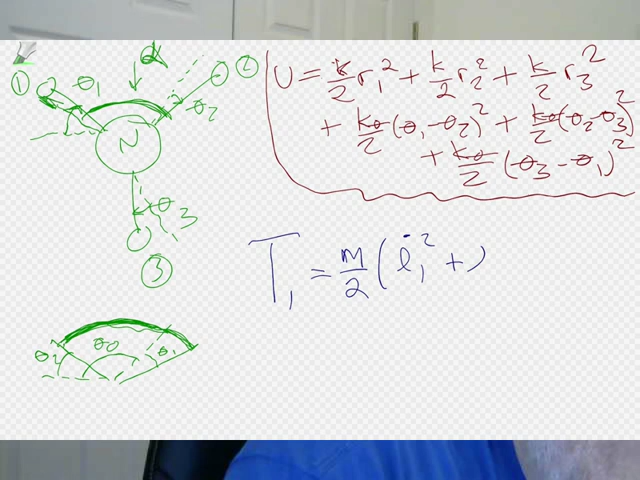 U = k/2 r₁² + k/2 r₂² + k/2 r₃²
+ kθ/2 (θ₁ - θ₂)² + kθ/2 (θ₂ - θ₃)²
+ kθ/2 (θ₃ - θ₁)²
① θ₁ α ②
θ₂
N
θ₃
③
T₁ = m/2 (l̇₁² + )
θ₂ θ₀ θ₁